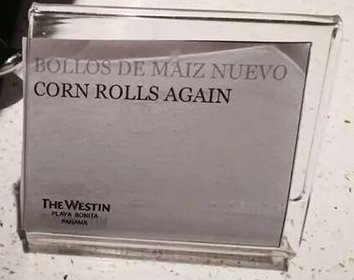 BOLLOS DE MAIZ NUEVO
CORN ROLLS AGAIN
THE WESTIN
PLAYA BONITA
PANAMA